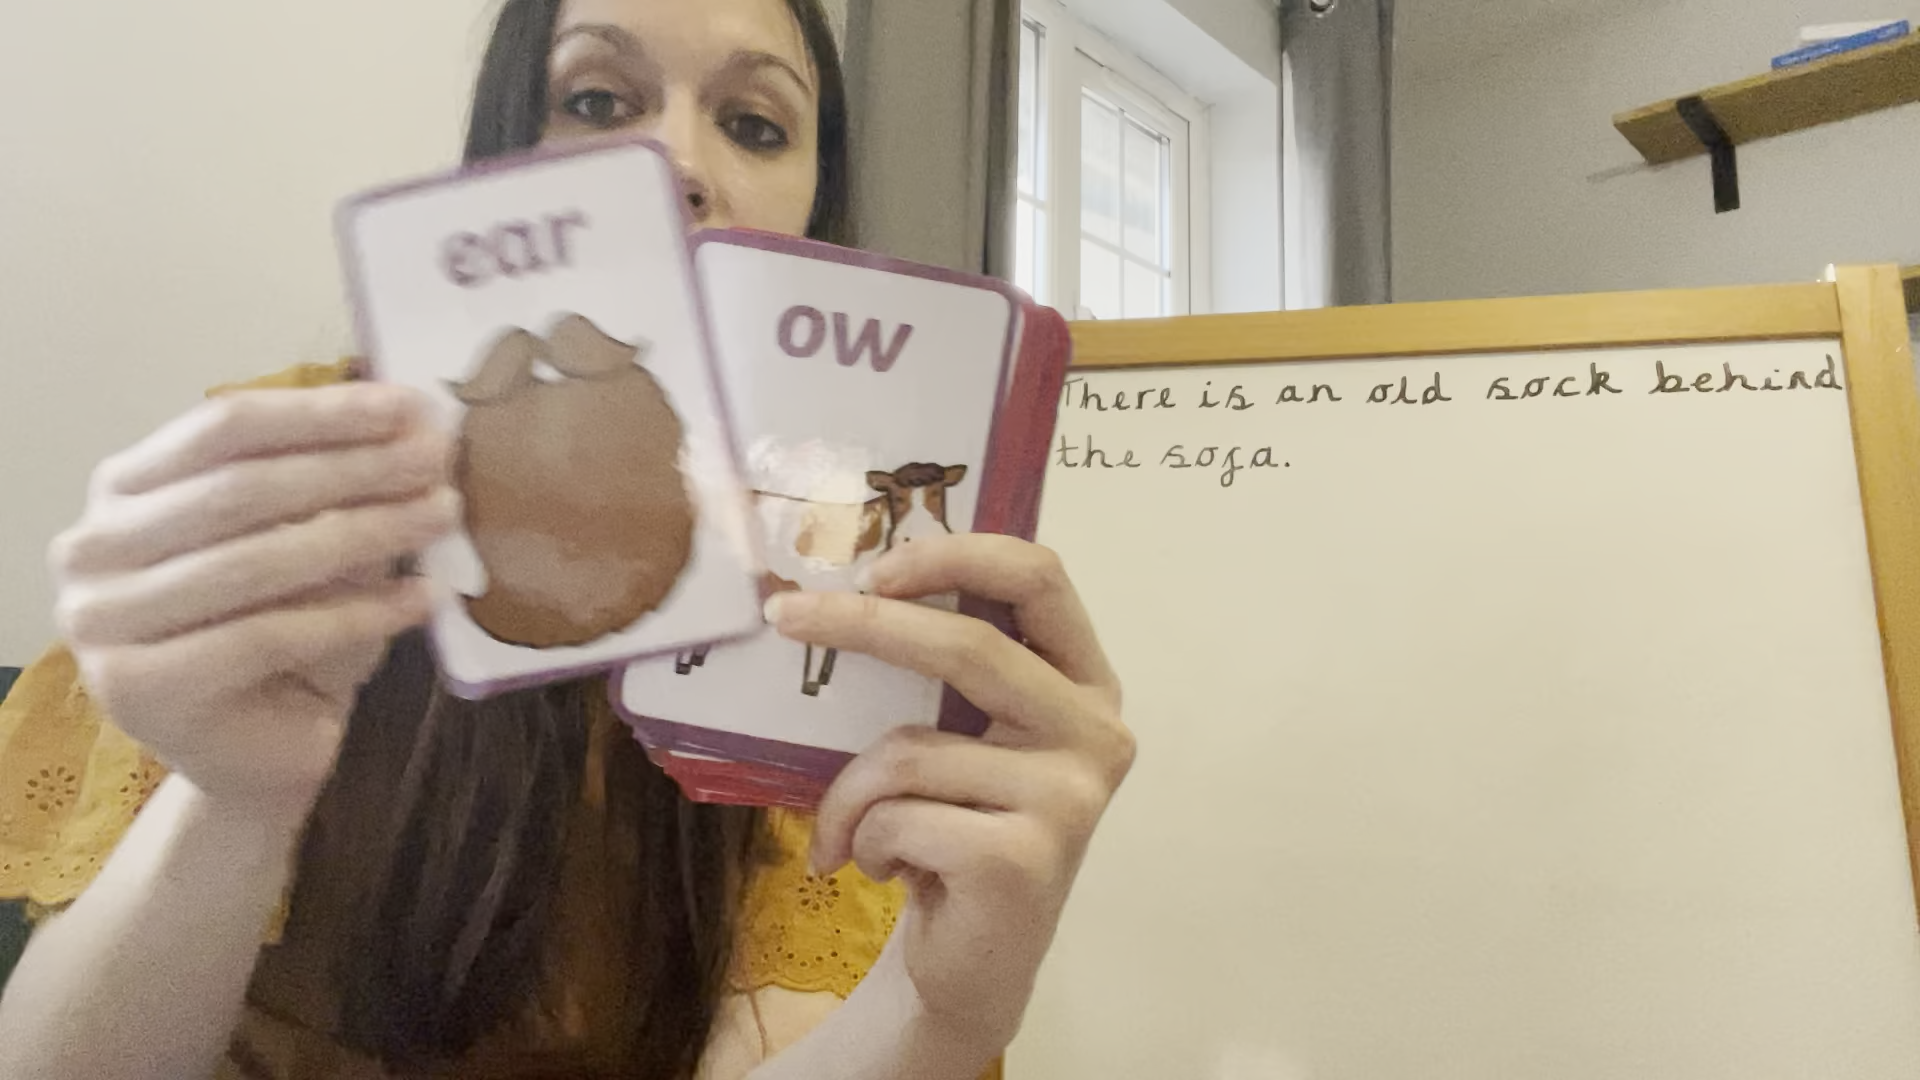 ear
ow
There is an old sock behind
the sofa.